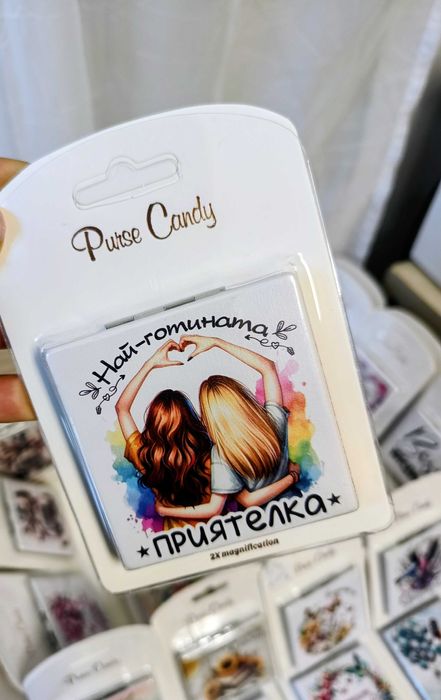 Purse Candy
Най-готината
приятелка
2X magnification